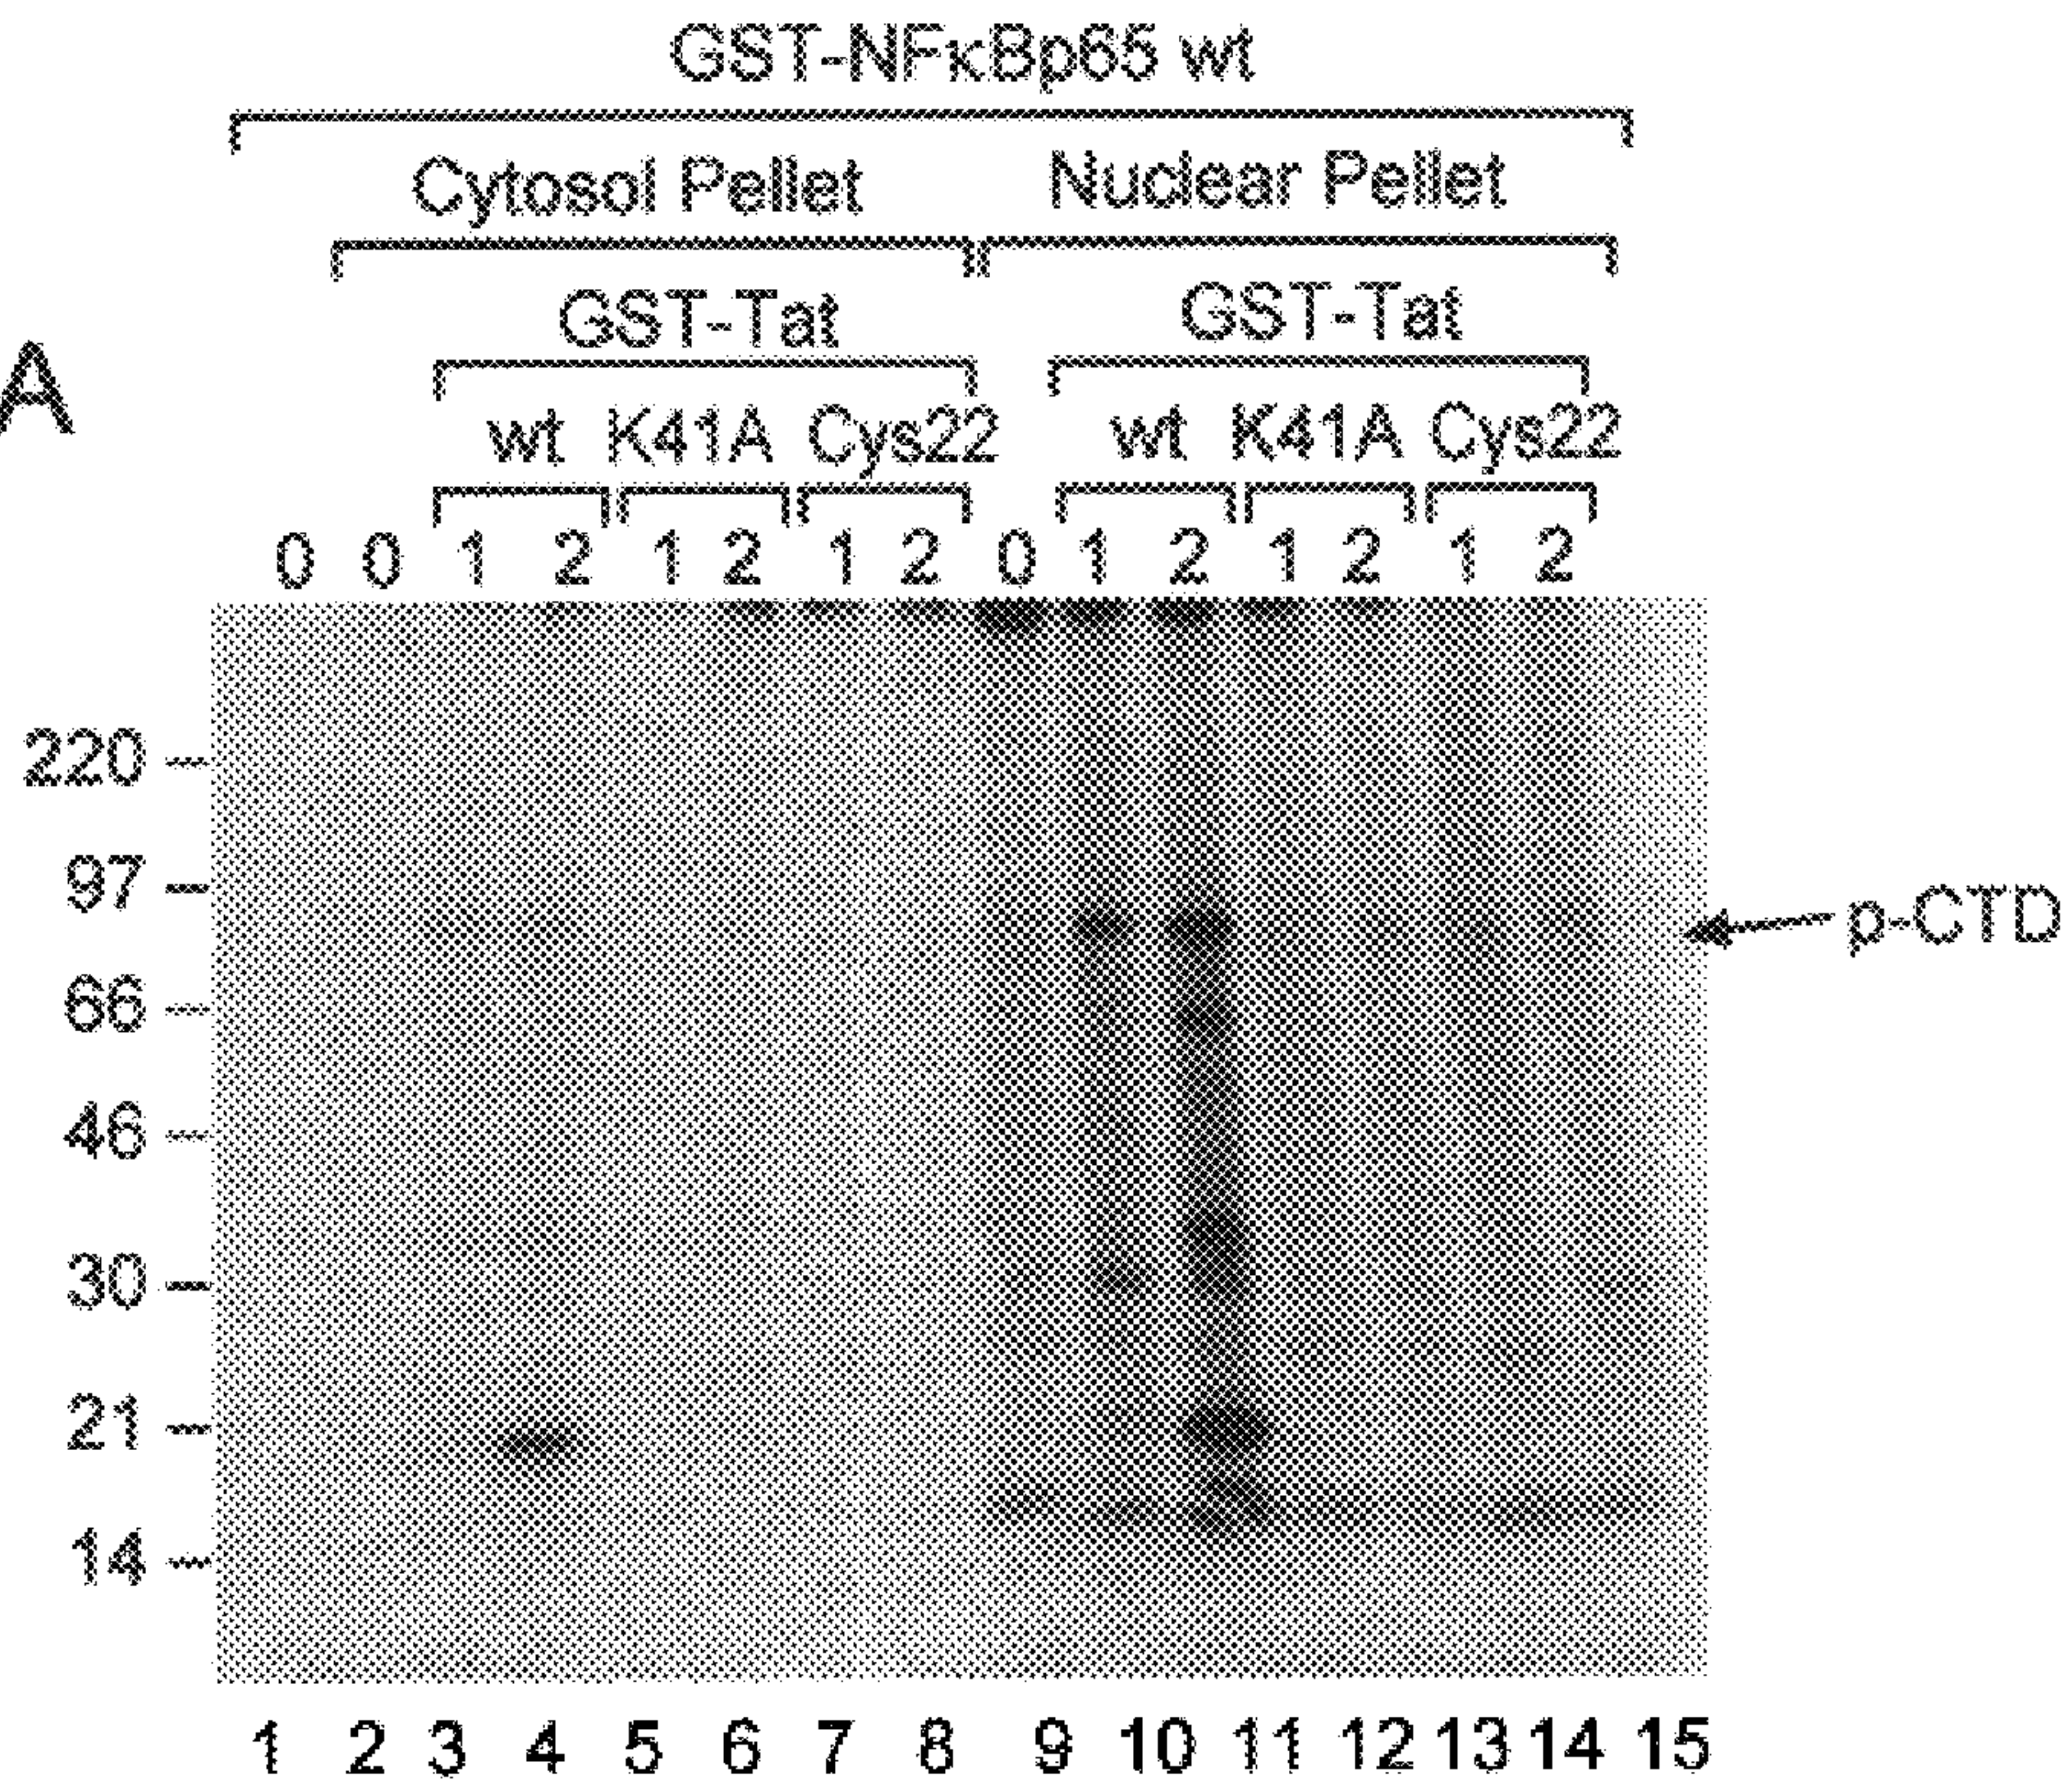 GST-NFκBp65 wt
Cytosol Pellet Nuclear Pellet
GST-Tat GST-Tat
A
wt K41A Cys22 wt K41A Cys22
0 0 1 2 1 2 1 2 0 1 2 1 2 1 2
220
97
p-CTD
66
46
30
21
14
1 2 3 4 5 6 7 8 9 10 11 12 13 14 15